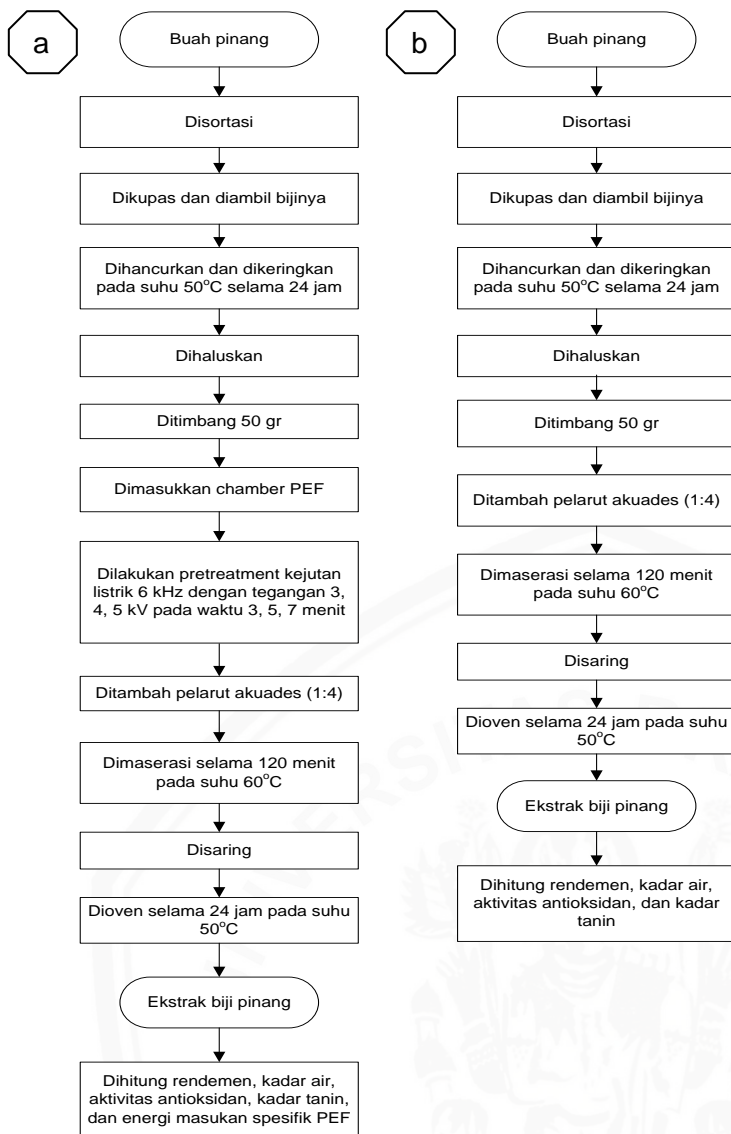 a
Buah pinang
Disortasi
Dikupas dan diambil bijinya
Dihancurkan dan dikeringkan
pada suhu 50°C selama 24 jam
Dihaluskan
Ditimbang 50 gr
Dimasukkan chamber PEF
Dilakukan pretreatment kejutan
listrik 6 kHz dengan tegangan 3,
4, 5 kV pada waktu 3, 5, 7 menit
Ditambah pelarut akuades (1:4)
Dimaserasi selama 120 menit
pada suhu 60°C
Disaring
Dioven selama 24 jam pada suhu
50°C
Ekstrak biji pinang
Dihitung rendemen, kadar air,
aktivitas antioksidan, kadar tanin,
dan energi masukan spesifik PEF
b
Buah pinang
Disortasi
Dikupas dan diambil bijinya
Dihancurkan dan dikeringkan
pada suhu 50°C selama 24 jam
Dihaluskan
Ditimbang 50 gr
Ditambah pelarut akuades (1:4)
Dimaserasi selama 120 menit
pada suhu 60°C
Disaring
Dioven selama 24 jam pada suhu
50°C
Ekstrak biji pinang
Dihitung rendemen, kadar air,
aktivitas antioksidan, dan kadar
tanin